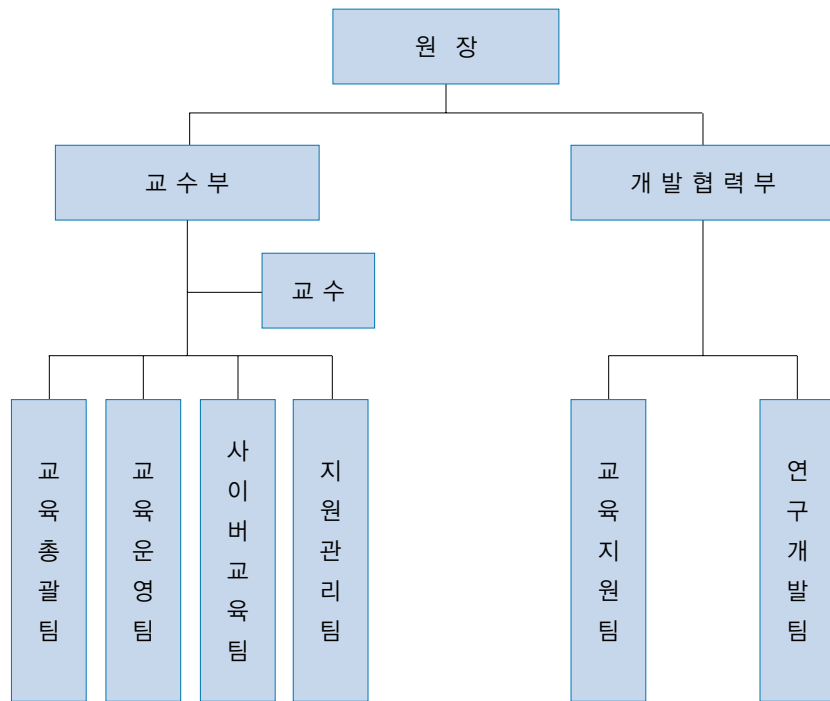 원 장
교 수 부
개 발 협 력 부
교 수
교육총괄팀
교육운영팀
사이버교육팀
지원관리팀
교육지원팀
연구개발팀